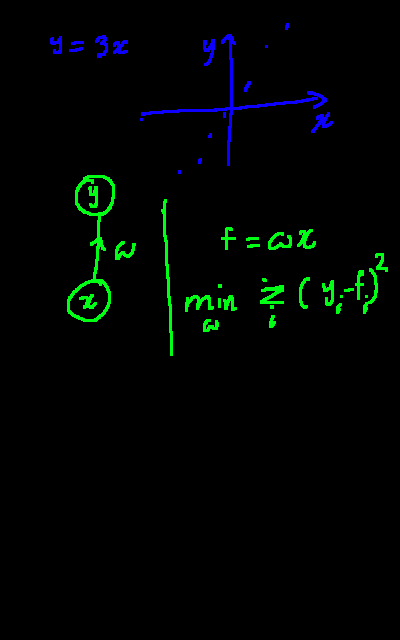 y = 3x
y
x
y
ω
x
f = ωx
min ω Σ i (yi - fi)²